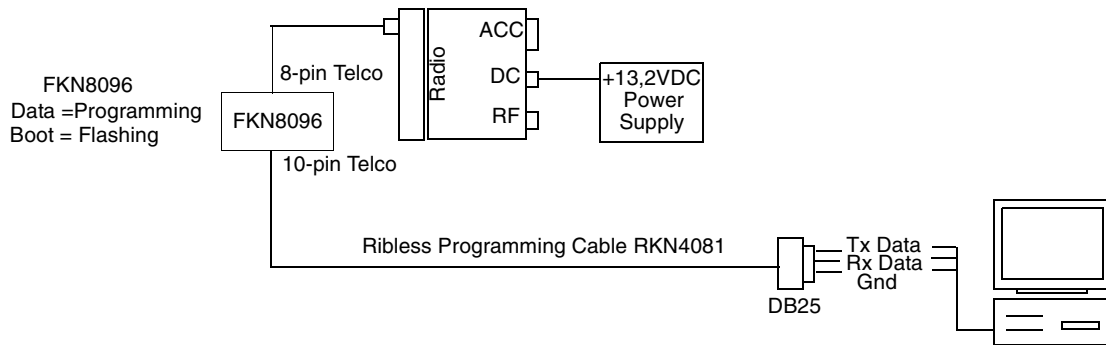 FKN8096
Data =Programming
Boot = Flashing
8-pin Telco
FKN8096
10-pin Telco
Radio
ACC
DC
RF
+13,2VDC
Power
Supply
Ribless Programming Cable RKN4081
DB25
Tx Data
Rx Data
Gnd